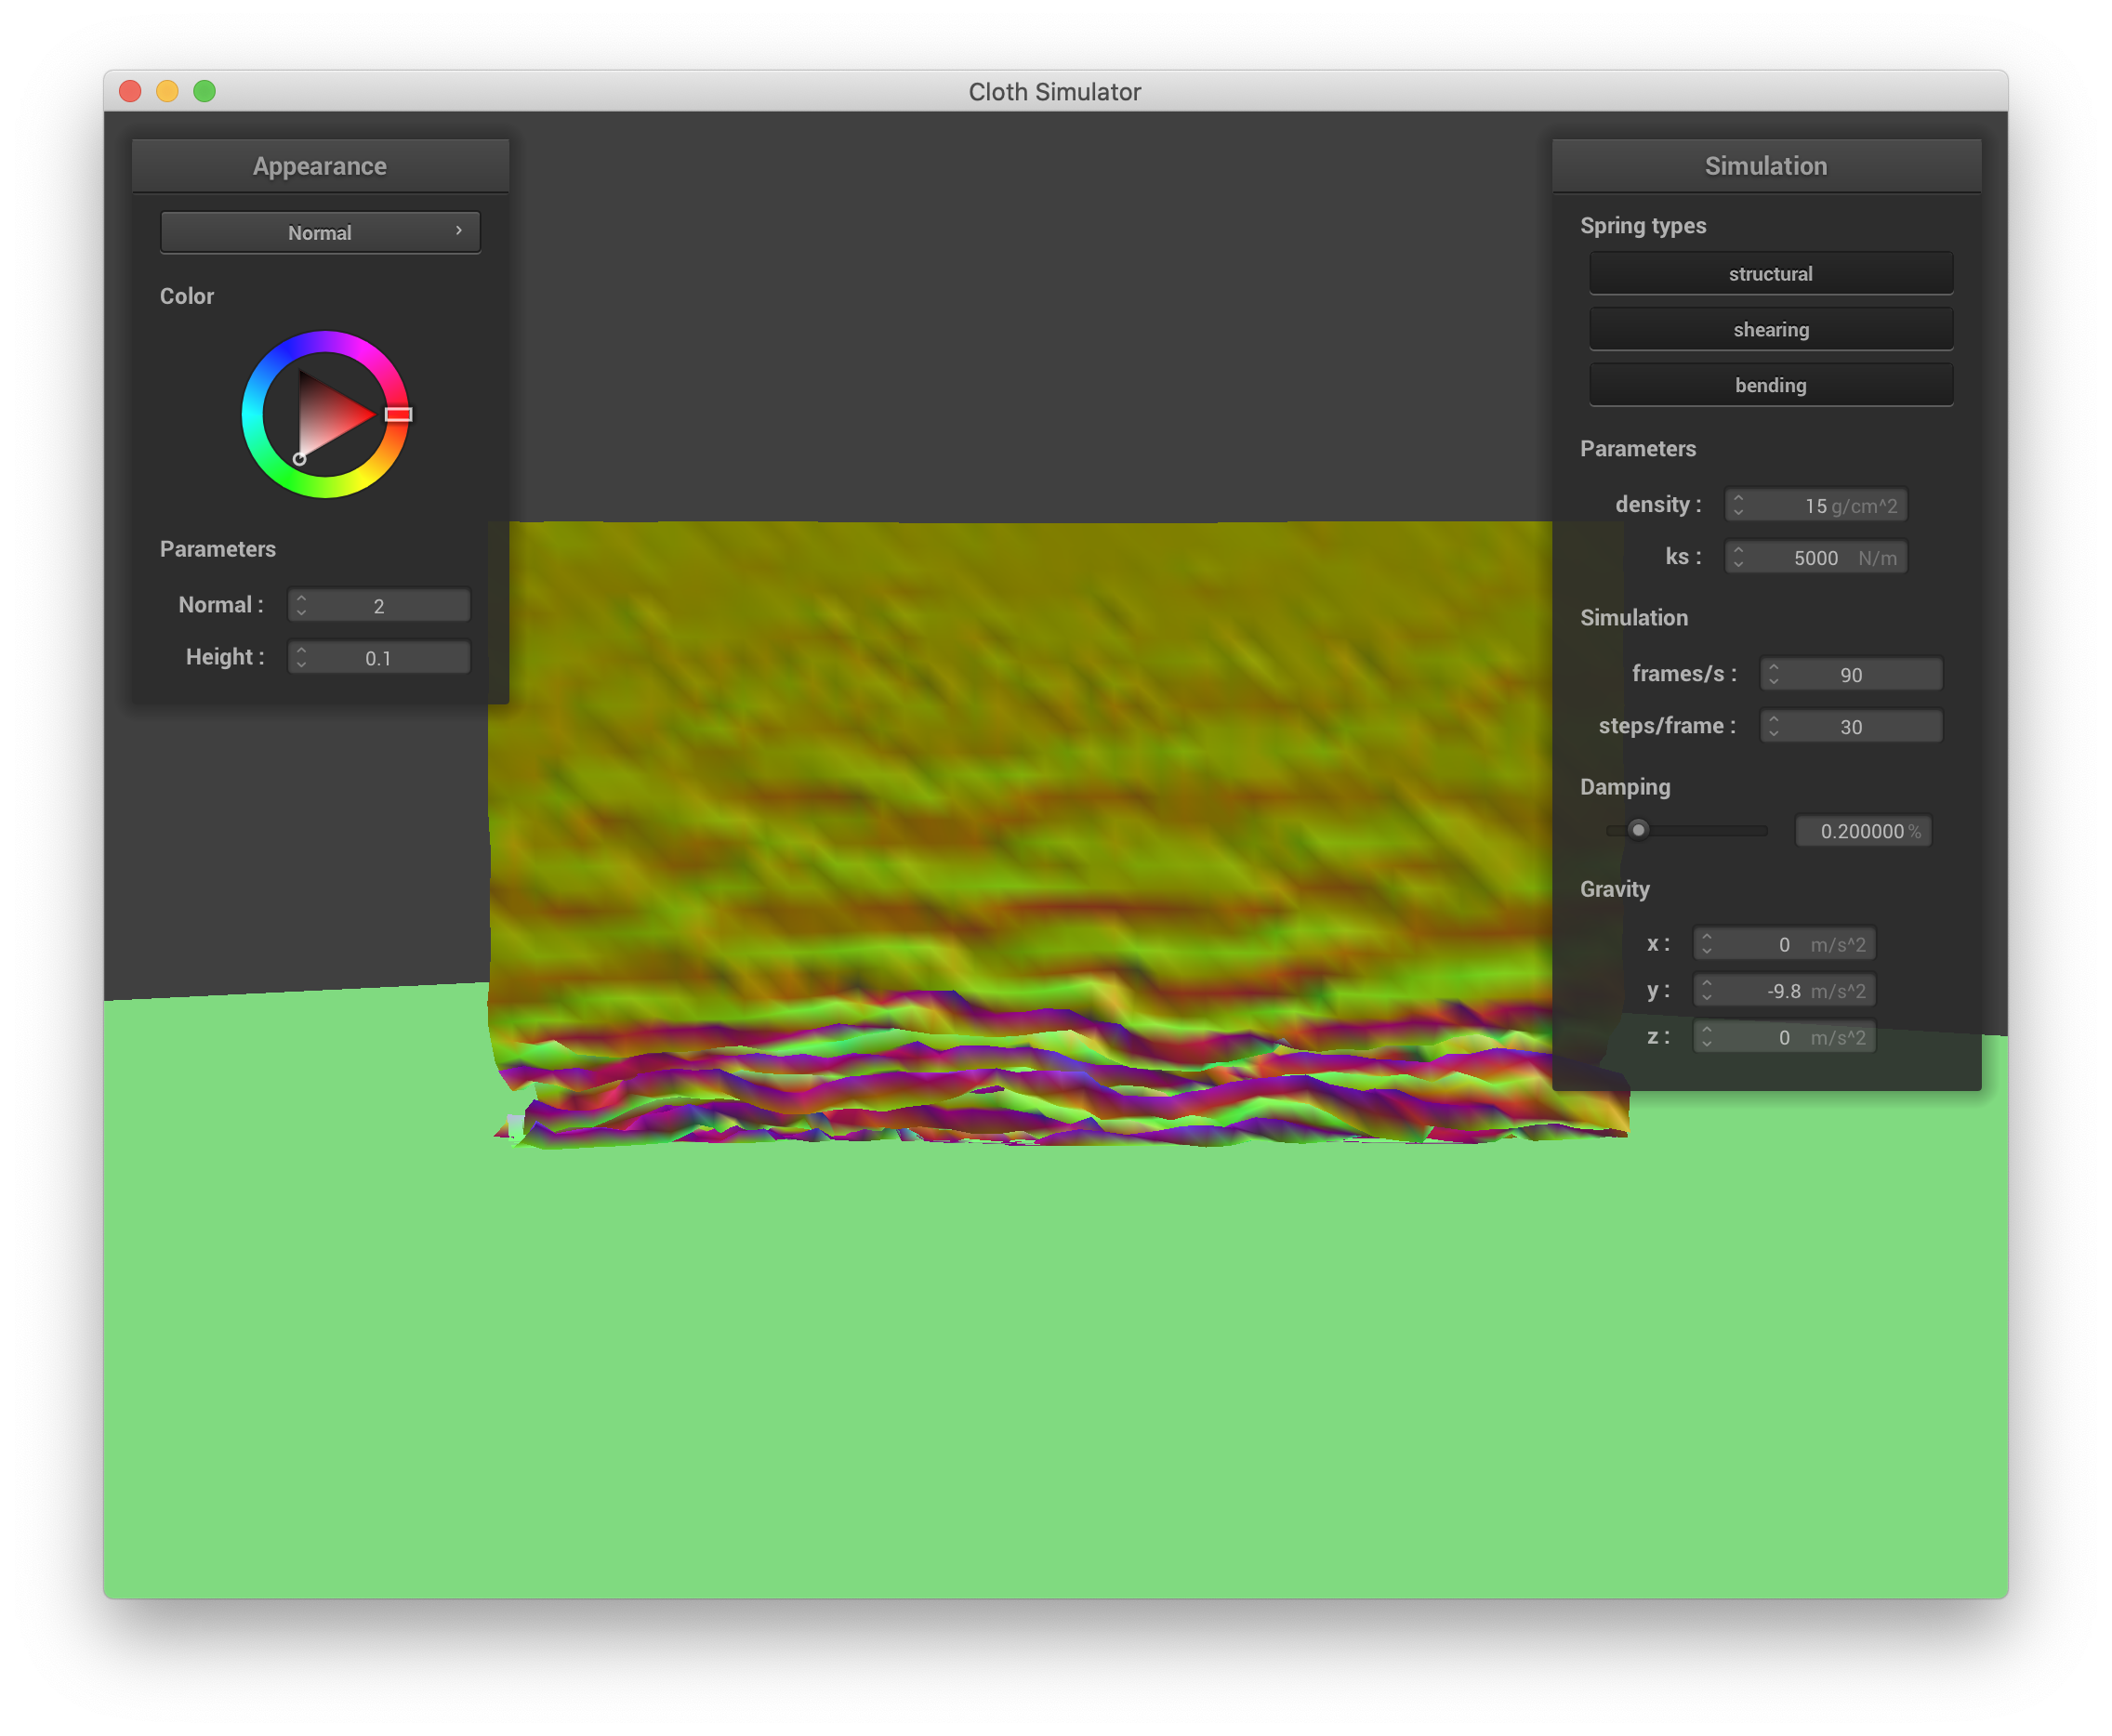 Cloth Simulator
Appearance
Normal
Color
Parameters
Normal : 2
Height : 0.1
Simulation
Spring types
structural
shearing
bending
Parameters
density : 15 g/cm^2
ks : 5000 N/m
Simulation
frames/s : 90
steps/frame : 30
Damping
0.200000 %
Gravity
x : 0 m/s^2
y : -9.8 m/s^2
z : 0 m/s^2